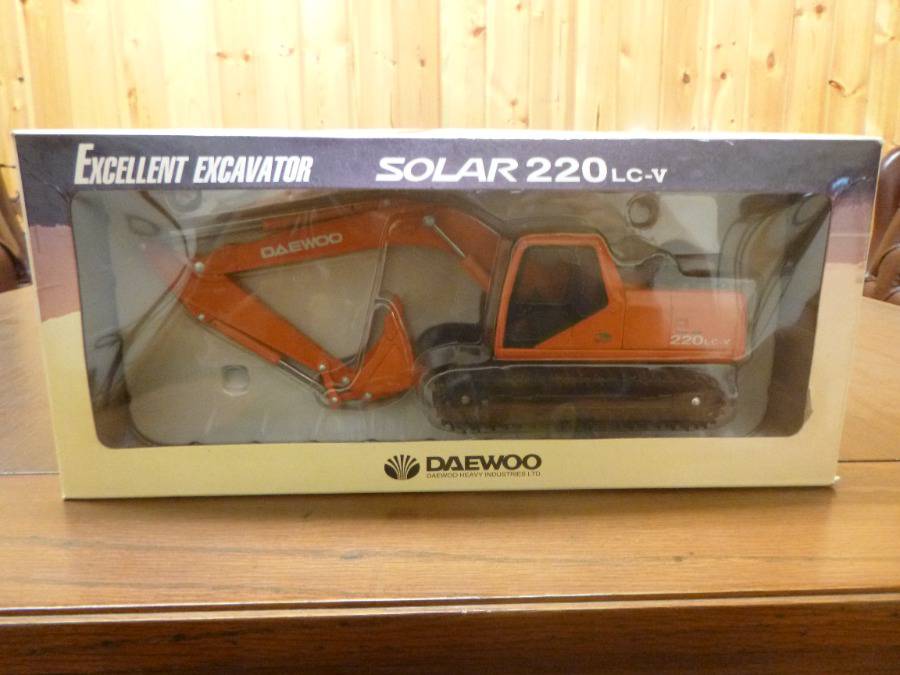 EXCELLENT EXCAVATOR SOLAR 220 LC-V
DAEWOO
220 LC-V
DAEWOO
DAEWOO HEAVY INDUSTRIES LTD.